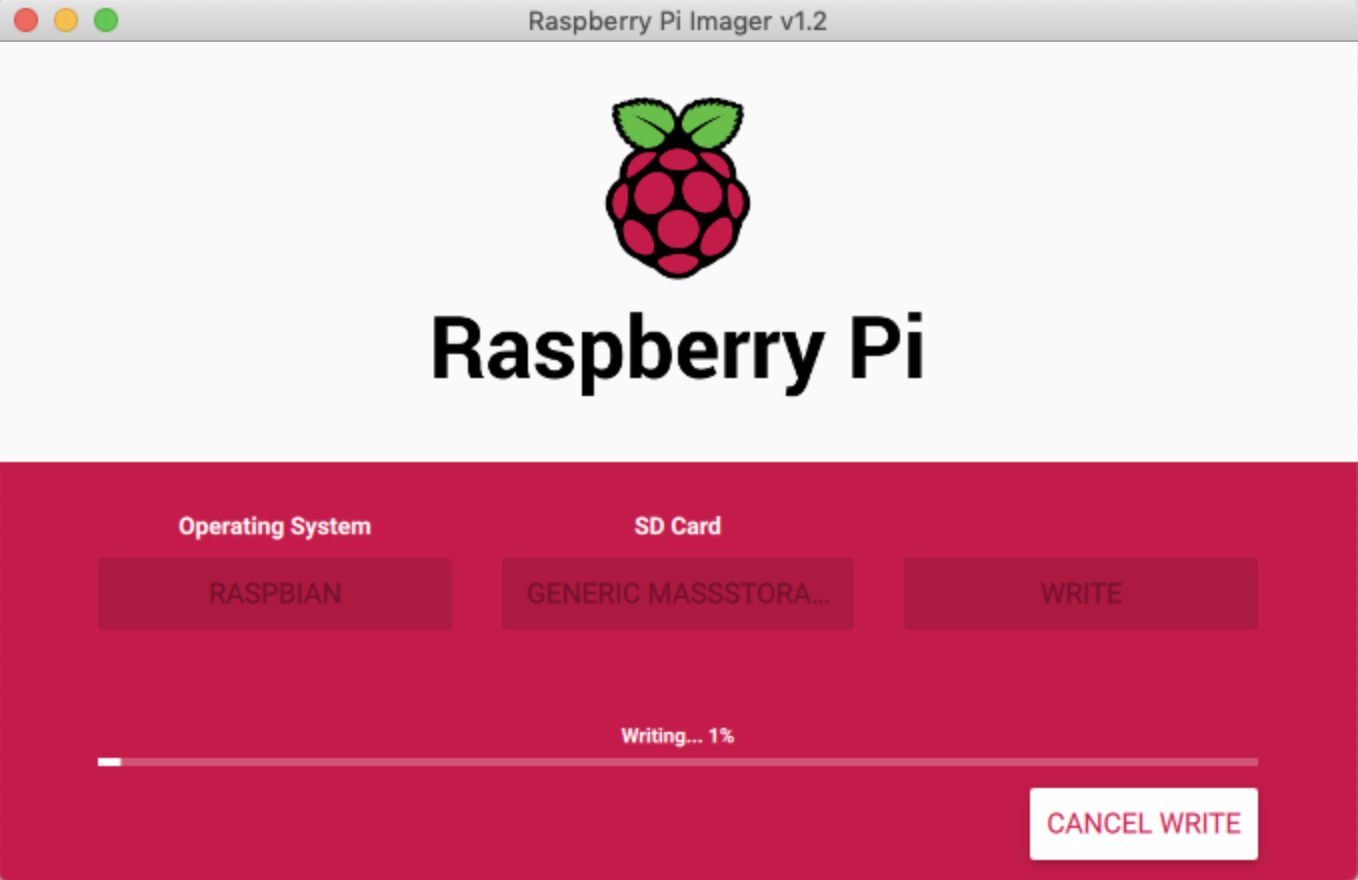 Raspberry Pi Imager v1.2
Raspberry Pi
Operating System
SD Card
RASPBIAN
GENERIC MASSSTORA...
WRITE
Writing... 1%
CANCEL WRITE